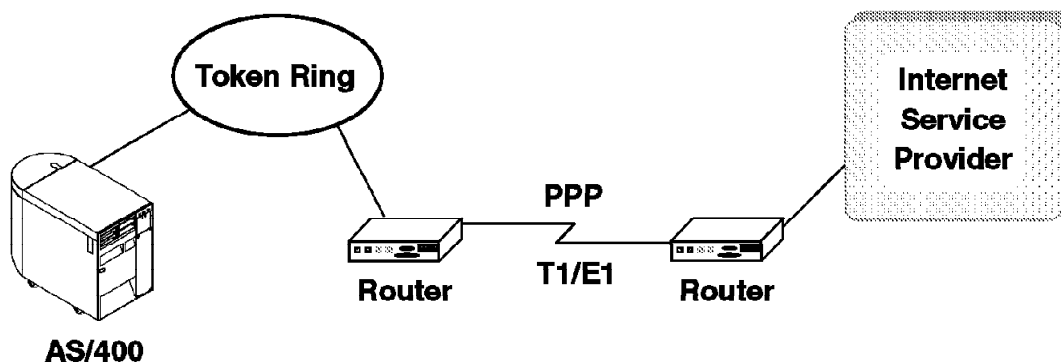 Token Ring
Internet
Service
Provider
PPP
T1/E1
Router
Router
AS/400